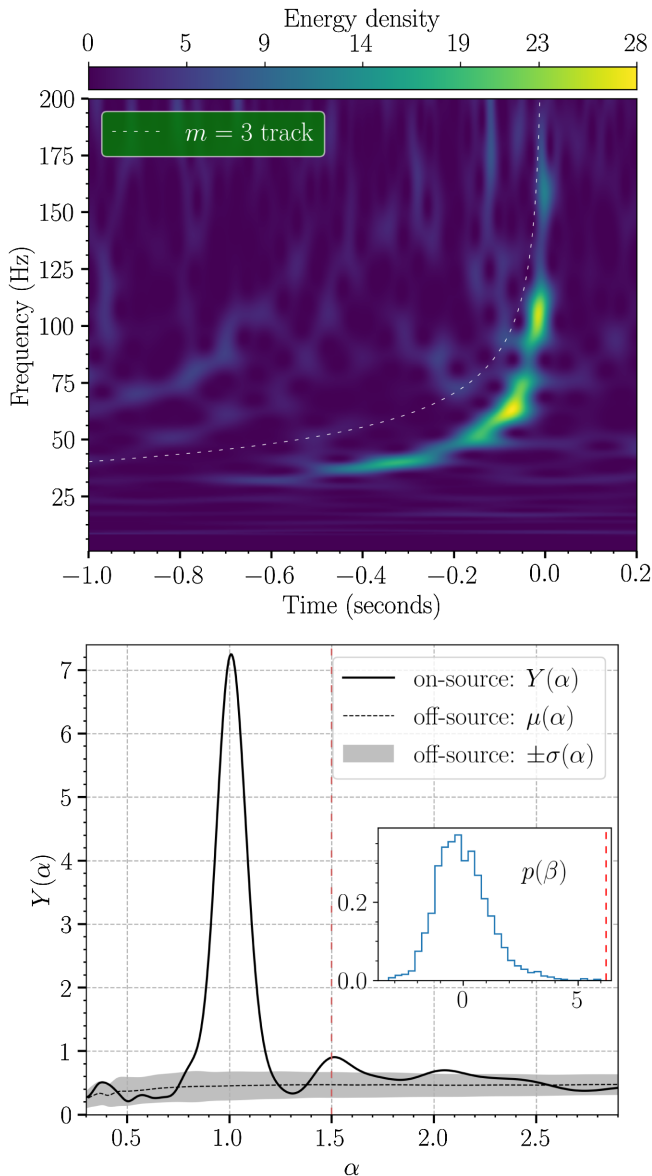 Energy density
0 5 9 14 19 23 28
200
175
150
125
100
75
50
25
Frequency (Hz)
m = 3 track
−1.0 −0.8 −0.6 −0.4 −0.2 0.0 0.2
Time (seconds)
7
6
5
4
3
2
1
0
Y(α)
on-source: Y(α)
off-source: μ(α)
off-source: ±σ(α)
p(β)
0.2
0.0
0 5
0.5 1.0 1.5 2.0 2.5
α